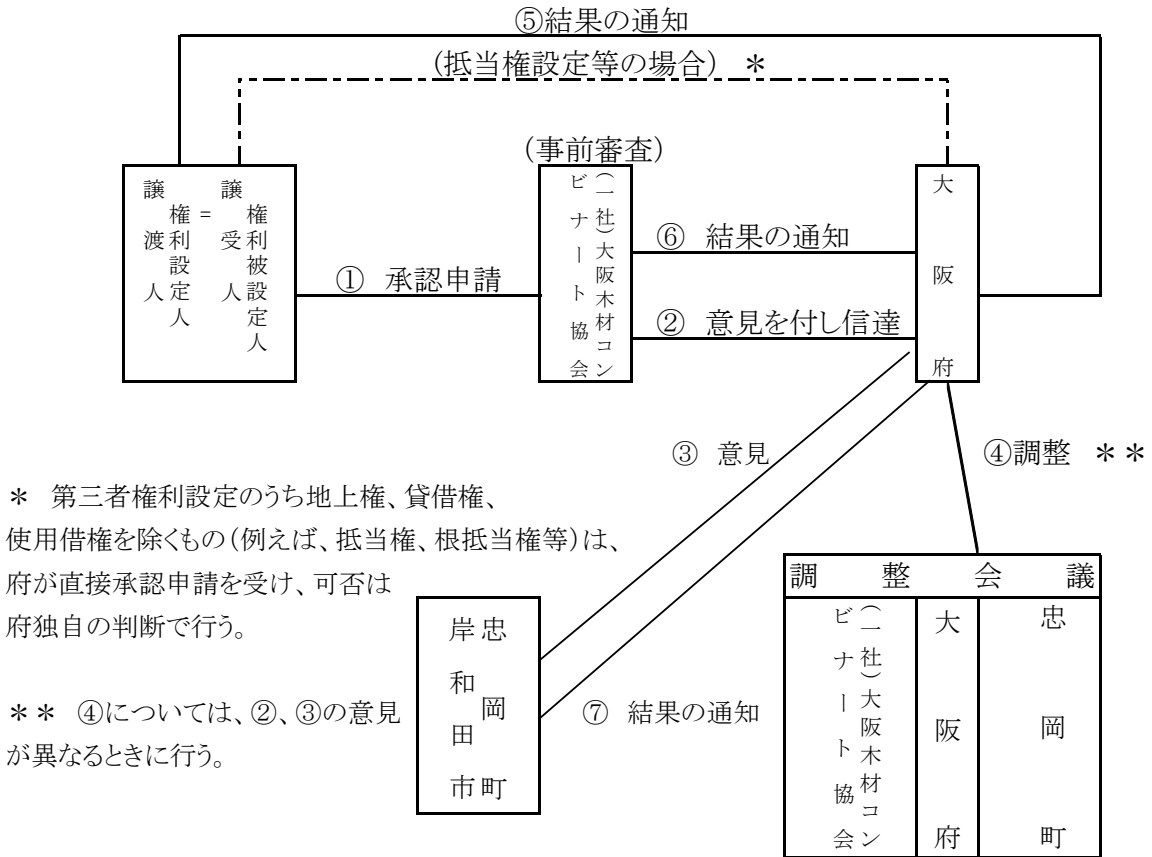 ⑤結果の通知
(抵当権設定等の場合) ＊
(事前審査)
譲受人
権利被設定人
=
譲渡人
権利設定人
① 承認申請
(一社)大阪木材コン
ビナート協会
⑥ 結果の通知
② 意見を付し信達
大阪府
③ 意見
④調整 ＊＊
＊ 第三者権利設定のうち地上権、貸借権、
使用借権を除くもの(例えば、抵当権、根抵当権等)は、
府が直接承認申請を受け、可否は
府独自の判断で行う。
＊＊ ④については、②、③の意見
が異なるときに行う。
忠岡町
岸和田市
⑦ 結果の通知
調整会議
忠岡町
大阪府
(一社)大阪木材コン
ビナート協会